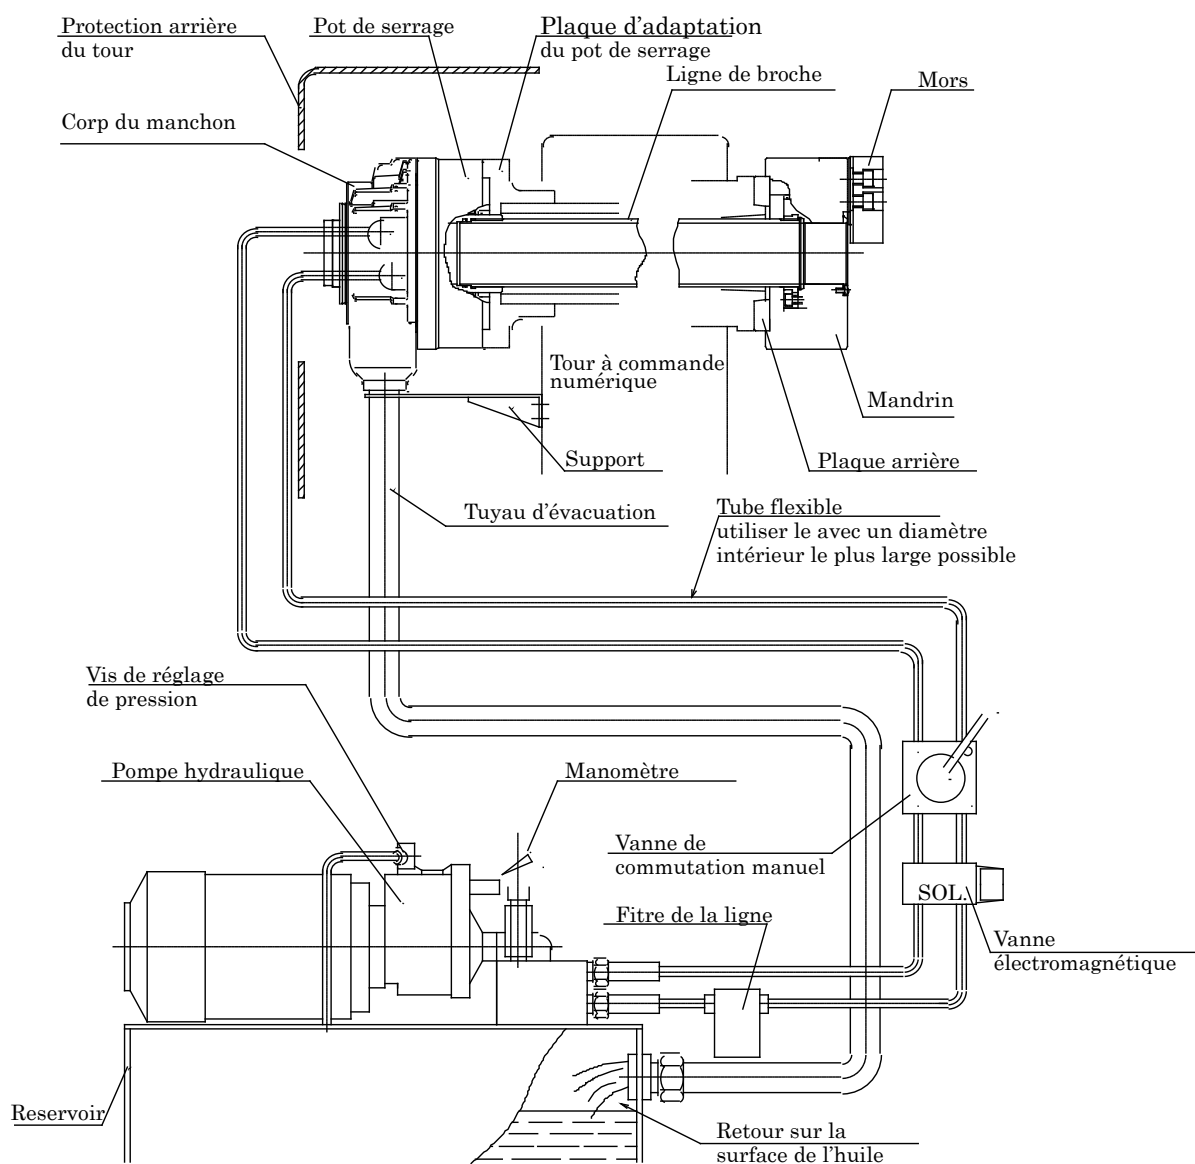 Protection arrière
du tour
Pot de serrage
Plaque d'adaptation
du pot de serrage
Ligne de broche
Mors
Corp du manchon
Tour à commande
numérique
Mandrin
Support
Plaque arrière
Tuyau d'évacuation
Tube flexible
utiliser le avec un diamètre
intérieur le plus large possible
Vis de réglage
de pression
Pompe hydraulique
Manomètre
Vanne de
commutation manuel
SOL.
Fitre de la ligne
Vanne
électromagnétique
Reservoir
Retour sur la
surface de l'huile